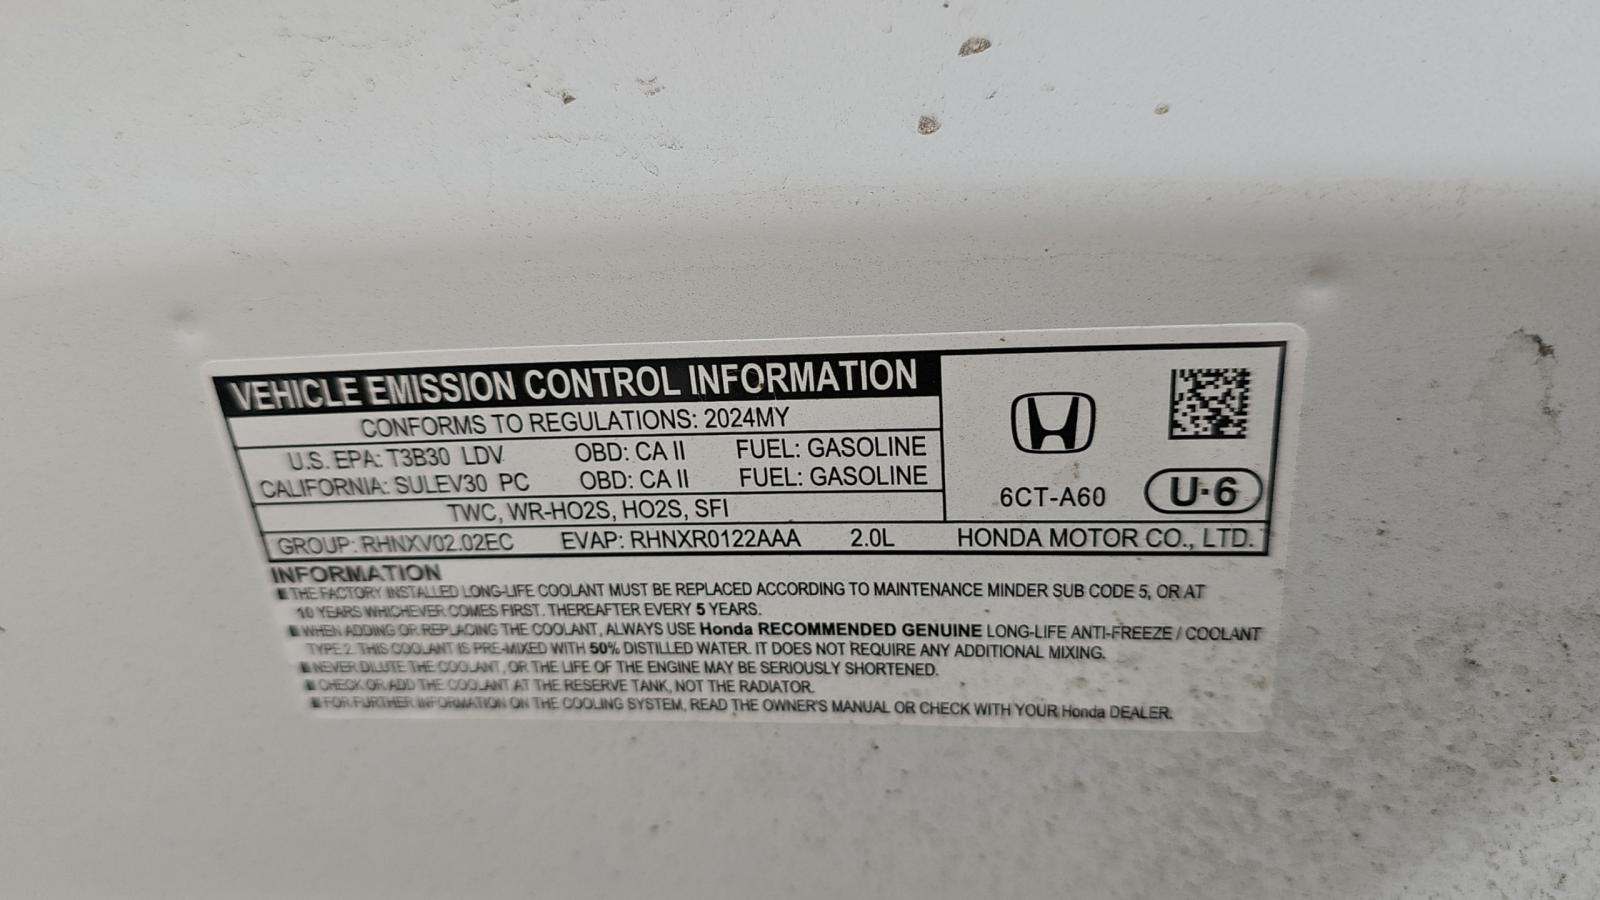 VEHICLE EMISSION CONTROL INFORMATION
CONFORMS TO REGULATIONS: 2024MY
U.S. EPA: T3B30 LDV OBD: CA II FUEL: GASOLINE
CALIFORNIA: SULEV30 PC OBD: CA II FUEL: GASOLINE
TWC, WR-HO2S, HO2S, SFI
6CT-A60 U·6
GROUP: RHNXV02.02EC EVAP: RHNXR0122AAA 2.0L HONDA MOTOR CO., LTD.
INFORMATION
■ THE FACTORY INSTALLED LONG-LIFE COOLANT MUST BE REPLACED ACCORDING TO MAINTENANCE MINDER SUB CODE 5, OR AT
10 YEARS WHICHEVER COMES FIRST. THEREAFTER EVERY 5 YEARS.
■ WHEN ADDING OR REPLACING THE COOLANT, ALWAYS USE Honda RECOMMENDED GENUINE LONG-LIFE ANTI-FREEZE / COOLANT
TYPE 2. THIS COOLANT IS PRE-MIXED WITH 50% DISTILLED WATER. IT DOES NOT REQUIRE ANY ADDITIONAL MIXING.
■ NEVER DILUTE THE COOLANT, OR THE LIFE OF THE ENGINE MAY BE SERIOUSLY SHORTENED.
■ CHECK OR ADD THE COOLANT AT THE RESERVE TANK, NOT THE RADIATOR.
■ FOR FURTHER INFORMATION ON THE COOLING SYSTEM, READ THE OWNER'S MANUAL OR CHECK WITH YOUR Honda DEALER.